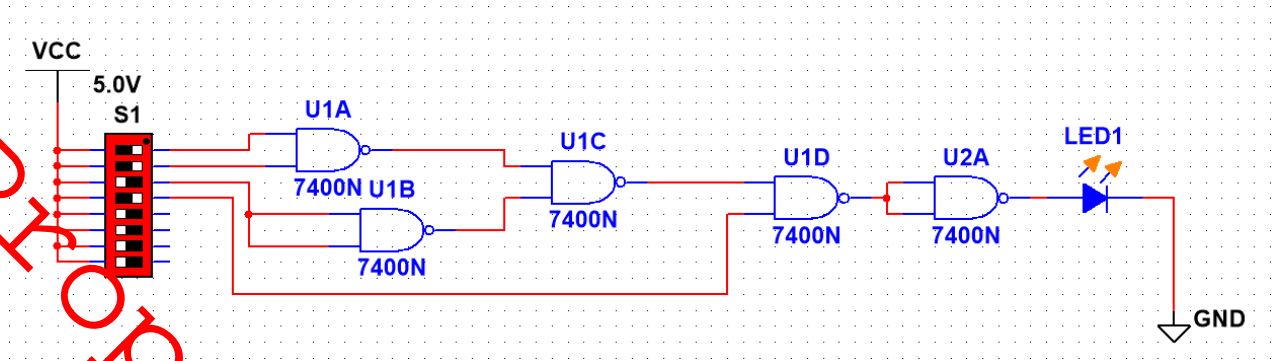 VCC
5.0V
S1
U1A
7400N
U1B
7400N
U1C
7400N
U1D
7400N
U2A
7400N
LED1
GND